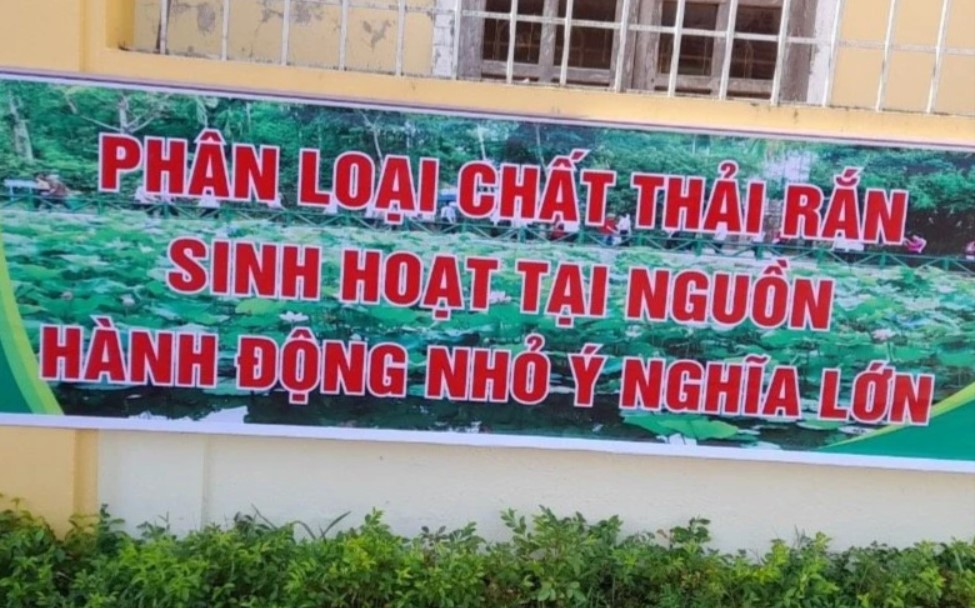 PHÂN LOẠI CHẤT THẢI RẮN
SINH HOẠT TẠI NGUỒN
HÀNH ĐỘNG NHỎ Ý NGHĨA LỚN